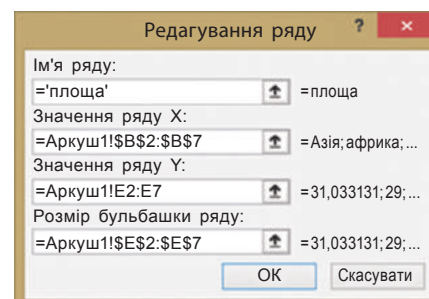 Редагування ряду ? ×
Ім'я ряду:
='площа' =площа
Значення ряду X:
=Аркуш1!$B$2:$B$7 =Азія; африка; ...
Значення ряду Y:
=Аркуш1!E2:E7 =31,033131; 29; ...
Розмір бульбашки ряду:
=Аркуш1!$E$2:$E$7 =31,033131; 29; ...
ОК Скасувати